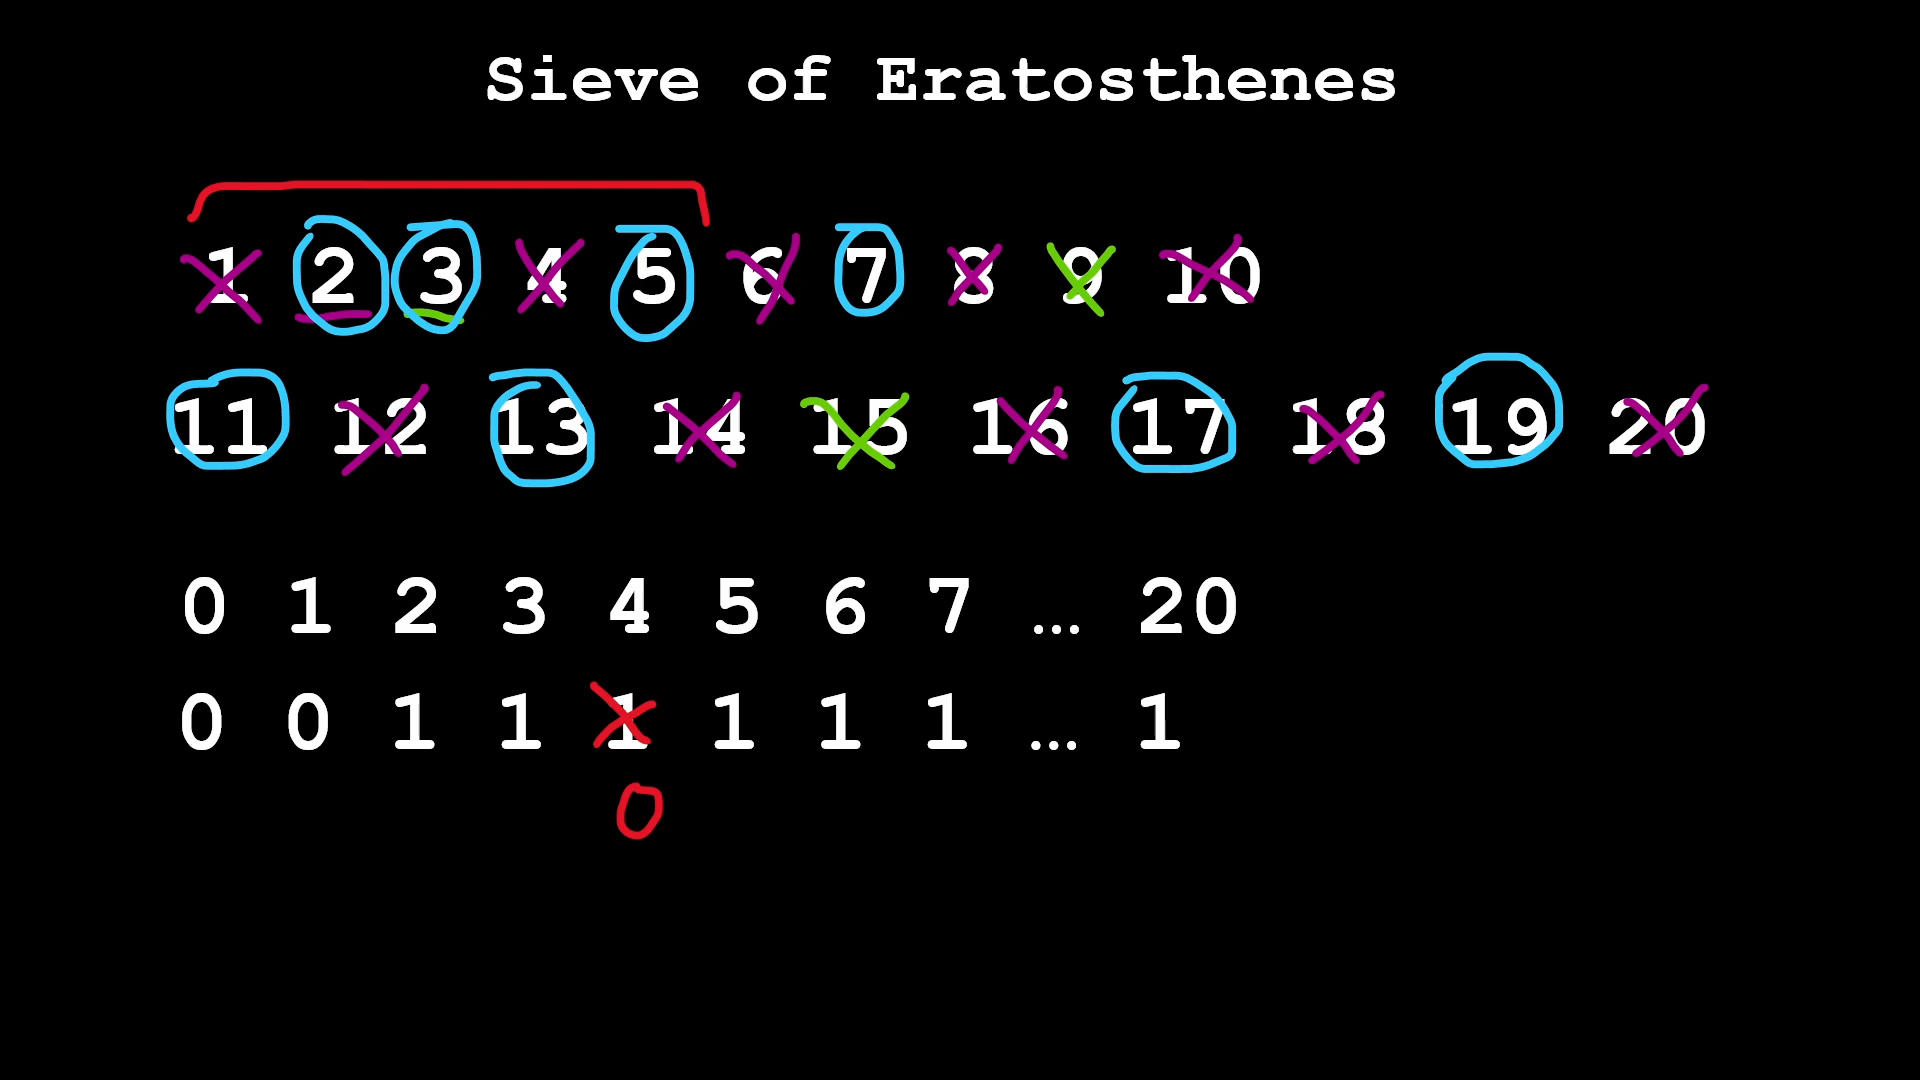 Sieve of Eratosthenes
1 2 3 4 5 6 7 8 9 10
11 12 13 14 15 16 17 18 19 20
0 1 2 3 4 5 6 7 ... 20
0 0 1 1 1 1 1 1 ... 1
0